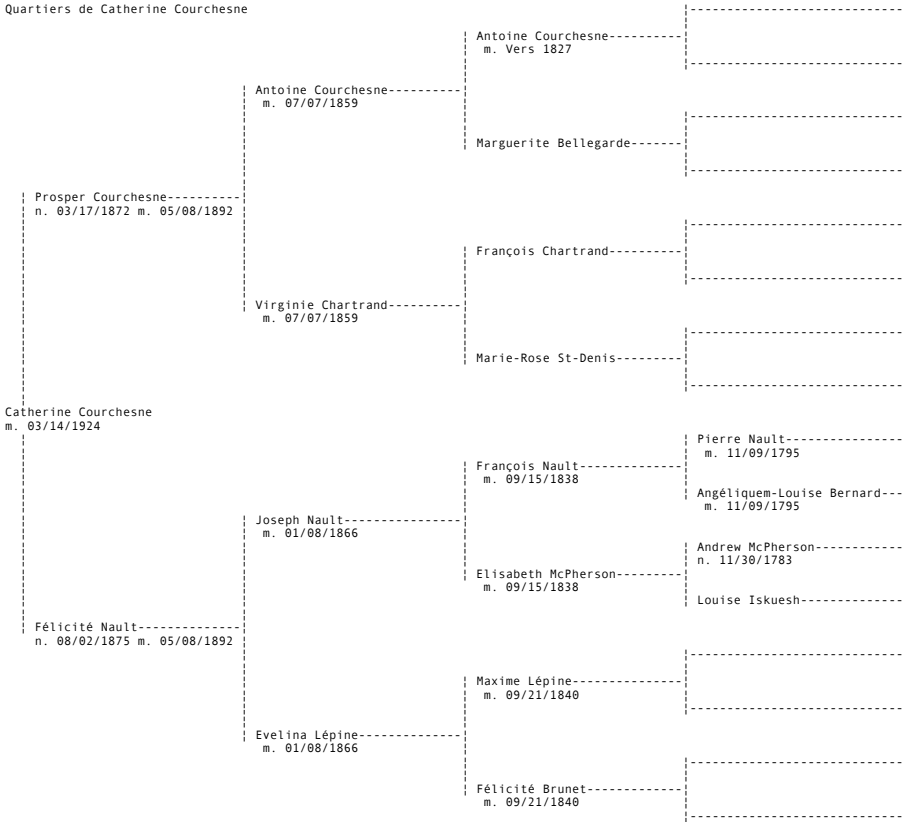 Quartiers de Catherine Courchesne
Antoine Courchesne
m. Vers 1827
Antoine Courchesne
m. 07/07/1859
Marguerite Bellegarde
Prosper Courchesne
n. 03/17/1872 m. 05/08/1892
François Chartrand
Virginie Chartrand
m. 07/07/1859
Marie-Rose St-Denis
Catherine Courchesne
m. 03/14/1924
Pierre Nault
m. 11/09/1795
François Nault
m. 09/15/1838
Angéliquem-Louise Bernard
m. 11/09/1795
Joseph Nault
m. 01/08/1866
Andrew McPherson
n. 11/30/1783
Elisabeth McPherson
m. 09/15/1838
Louise Iskuesh
Félicité Nault
n. 08/02/1875 m. 05/08/1892
Maxime Lépine
m. 09/21/1840
Evelina Lépine
m. 01/08/1866
Félicité Brunet
m. 09/21/1840